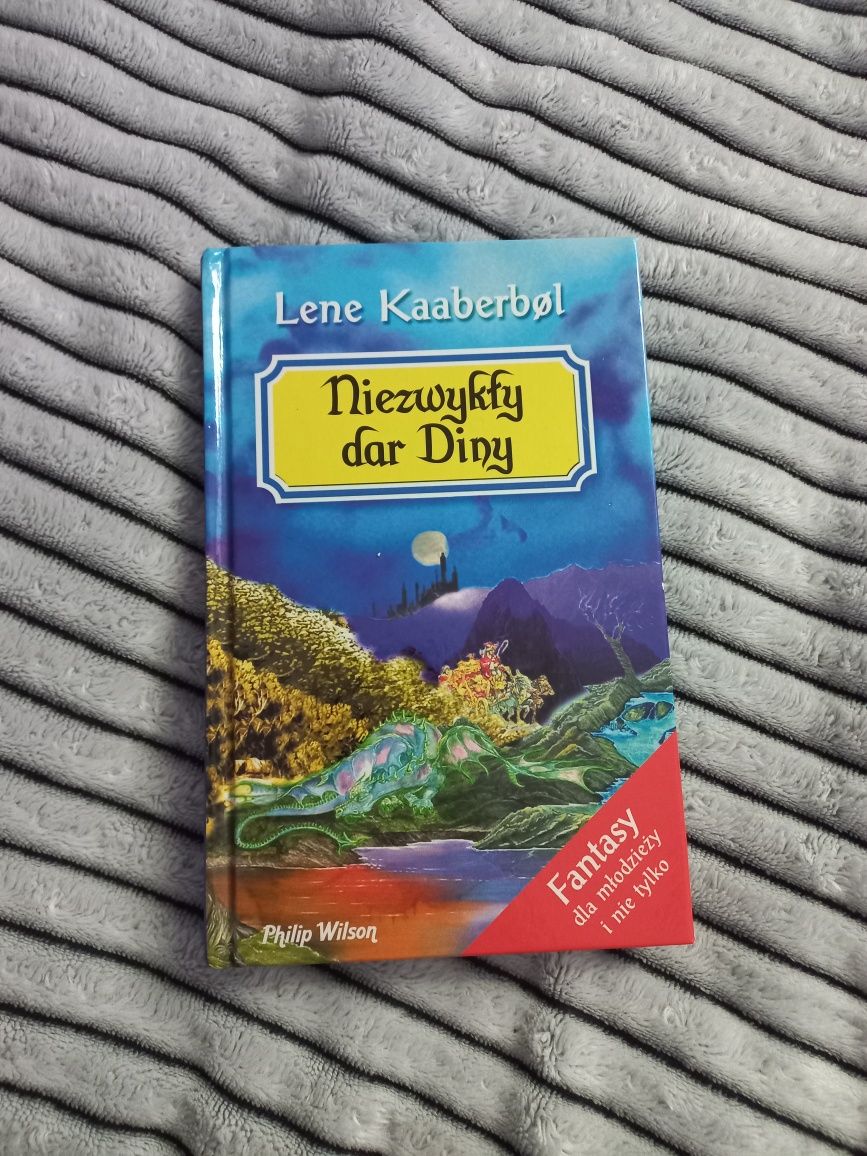 Lene Kaaberbøl
Niezwykły
dar Diny
Fantasy
dla młodzieży
i nie tylko
Philip Wilson